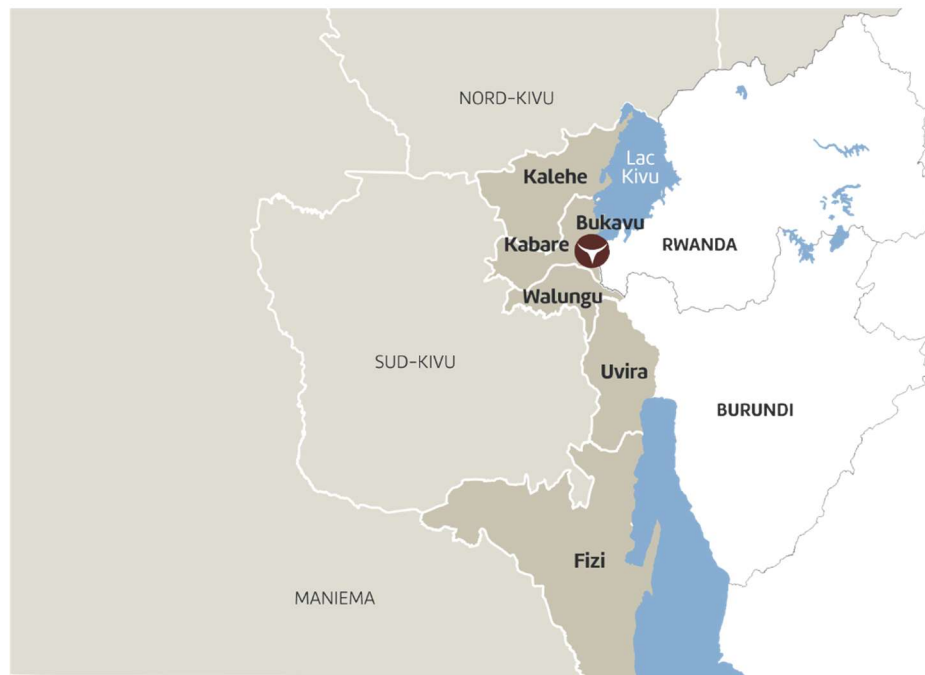 NORD-KIVU
Kalehe
Lac
Kivu
Bukavu
Kabare
RWANDA
Walungu
SUD-KIVU
Uvira
BURUNDI
Fizi
MANIEMA